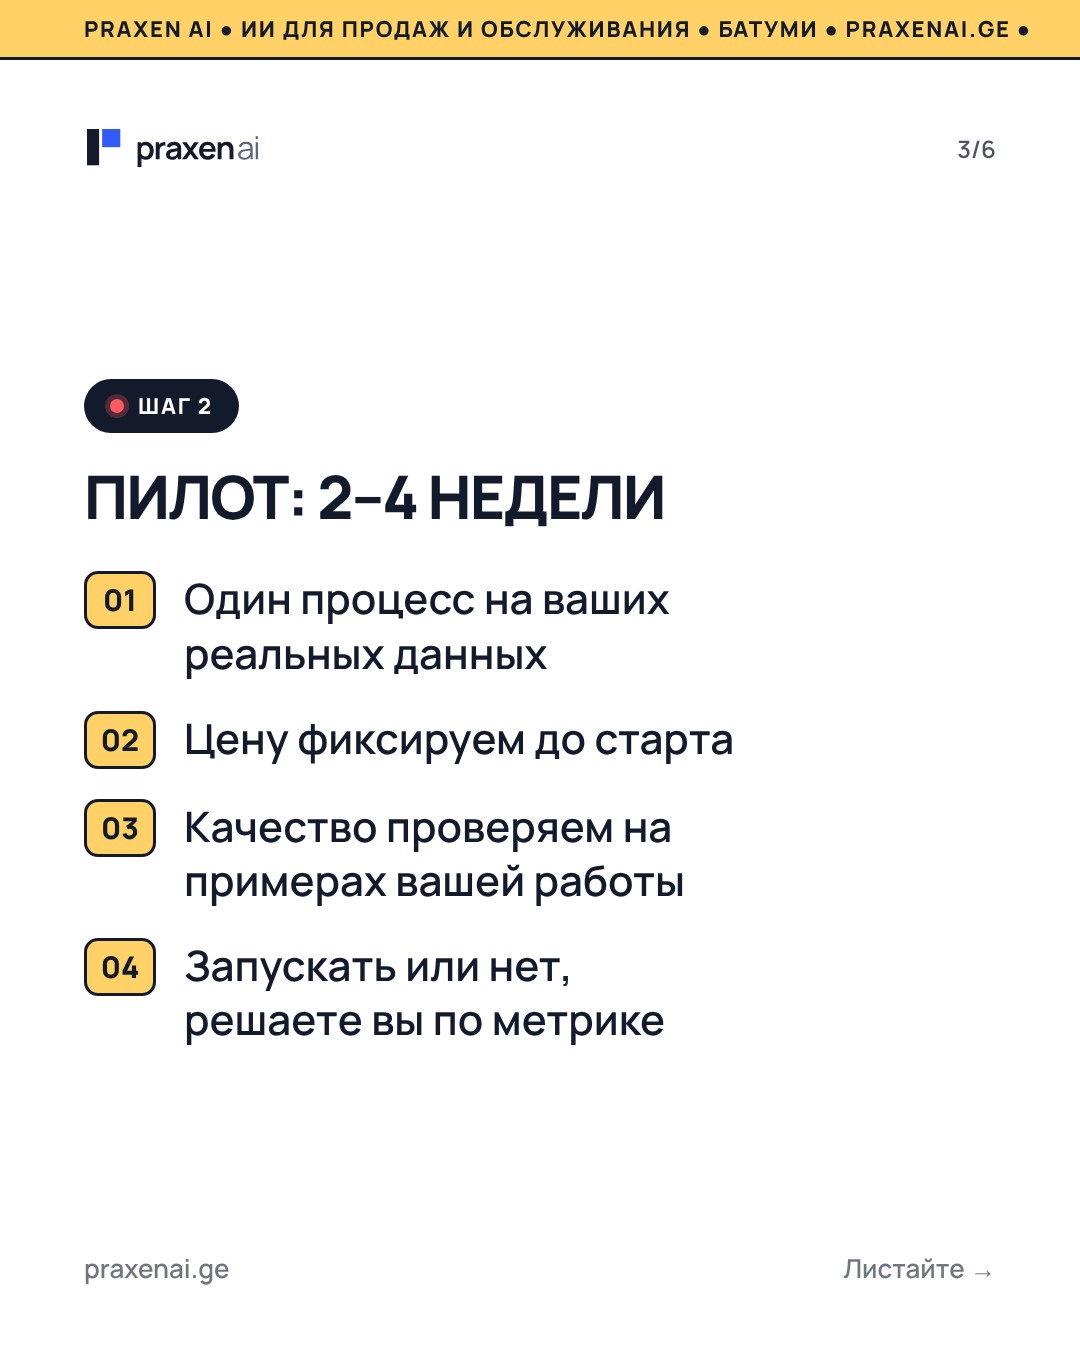 PRAXEN AI ● ИИ ДЛЯ ПРОДАЖ И ОБСЛУЖИВАНИЯ ● БАТУМИ ● PRAXENAI.GE ●
praxen ai
3/6
ШАГ 2
ПИЛОТ: 2–4 НЕДЕЛИ
01 Один процесс на ваших
реальных данных
02 Цену фиксируем до старта
03 Качество проверяем на
примерах вашей работы
04 Запускать или нет,
решаете вы по метрике
praxenai.ge
Листайте →